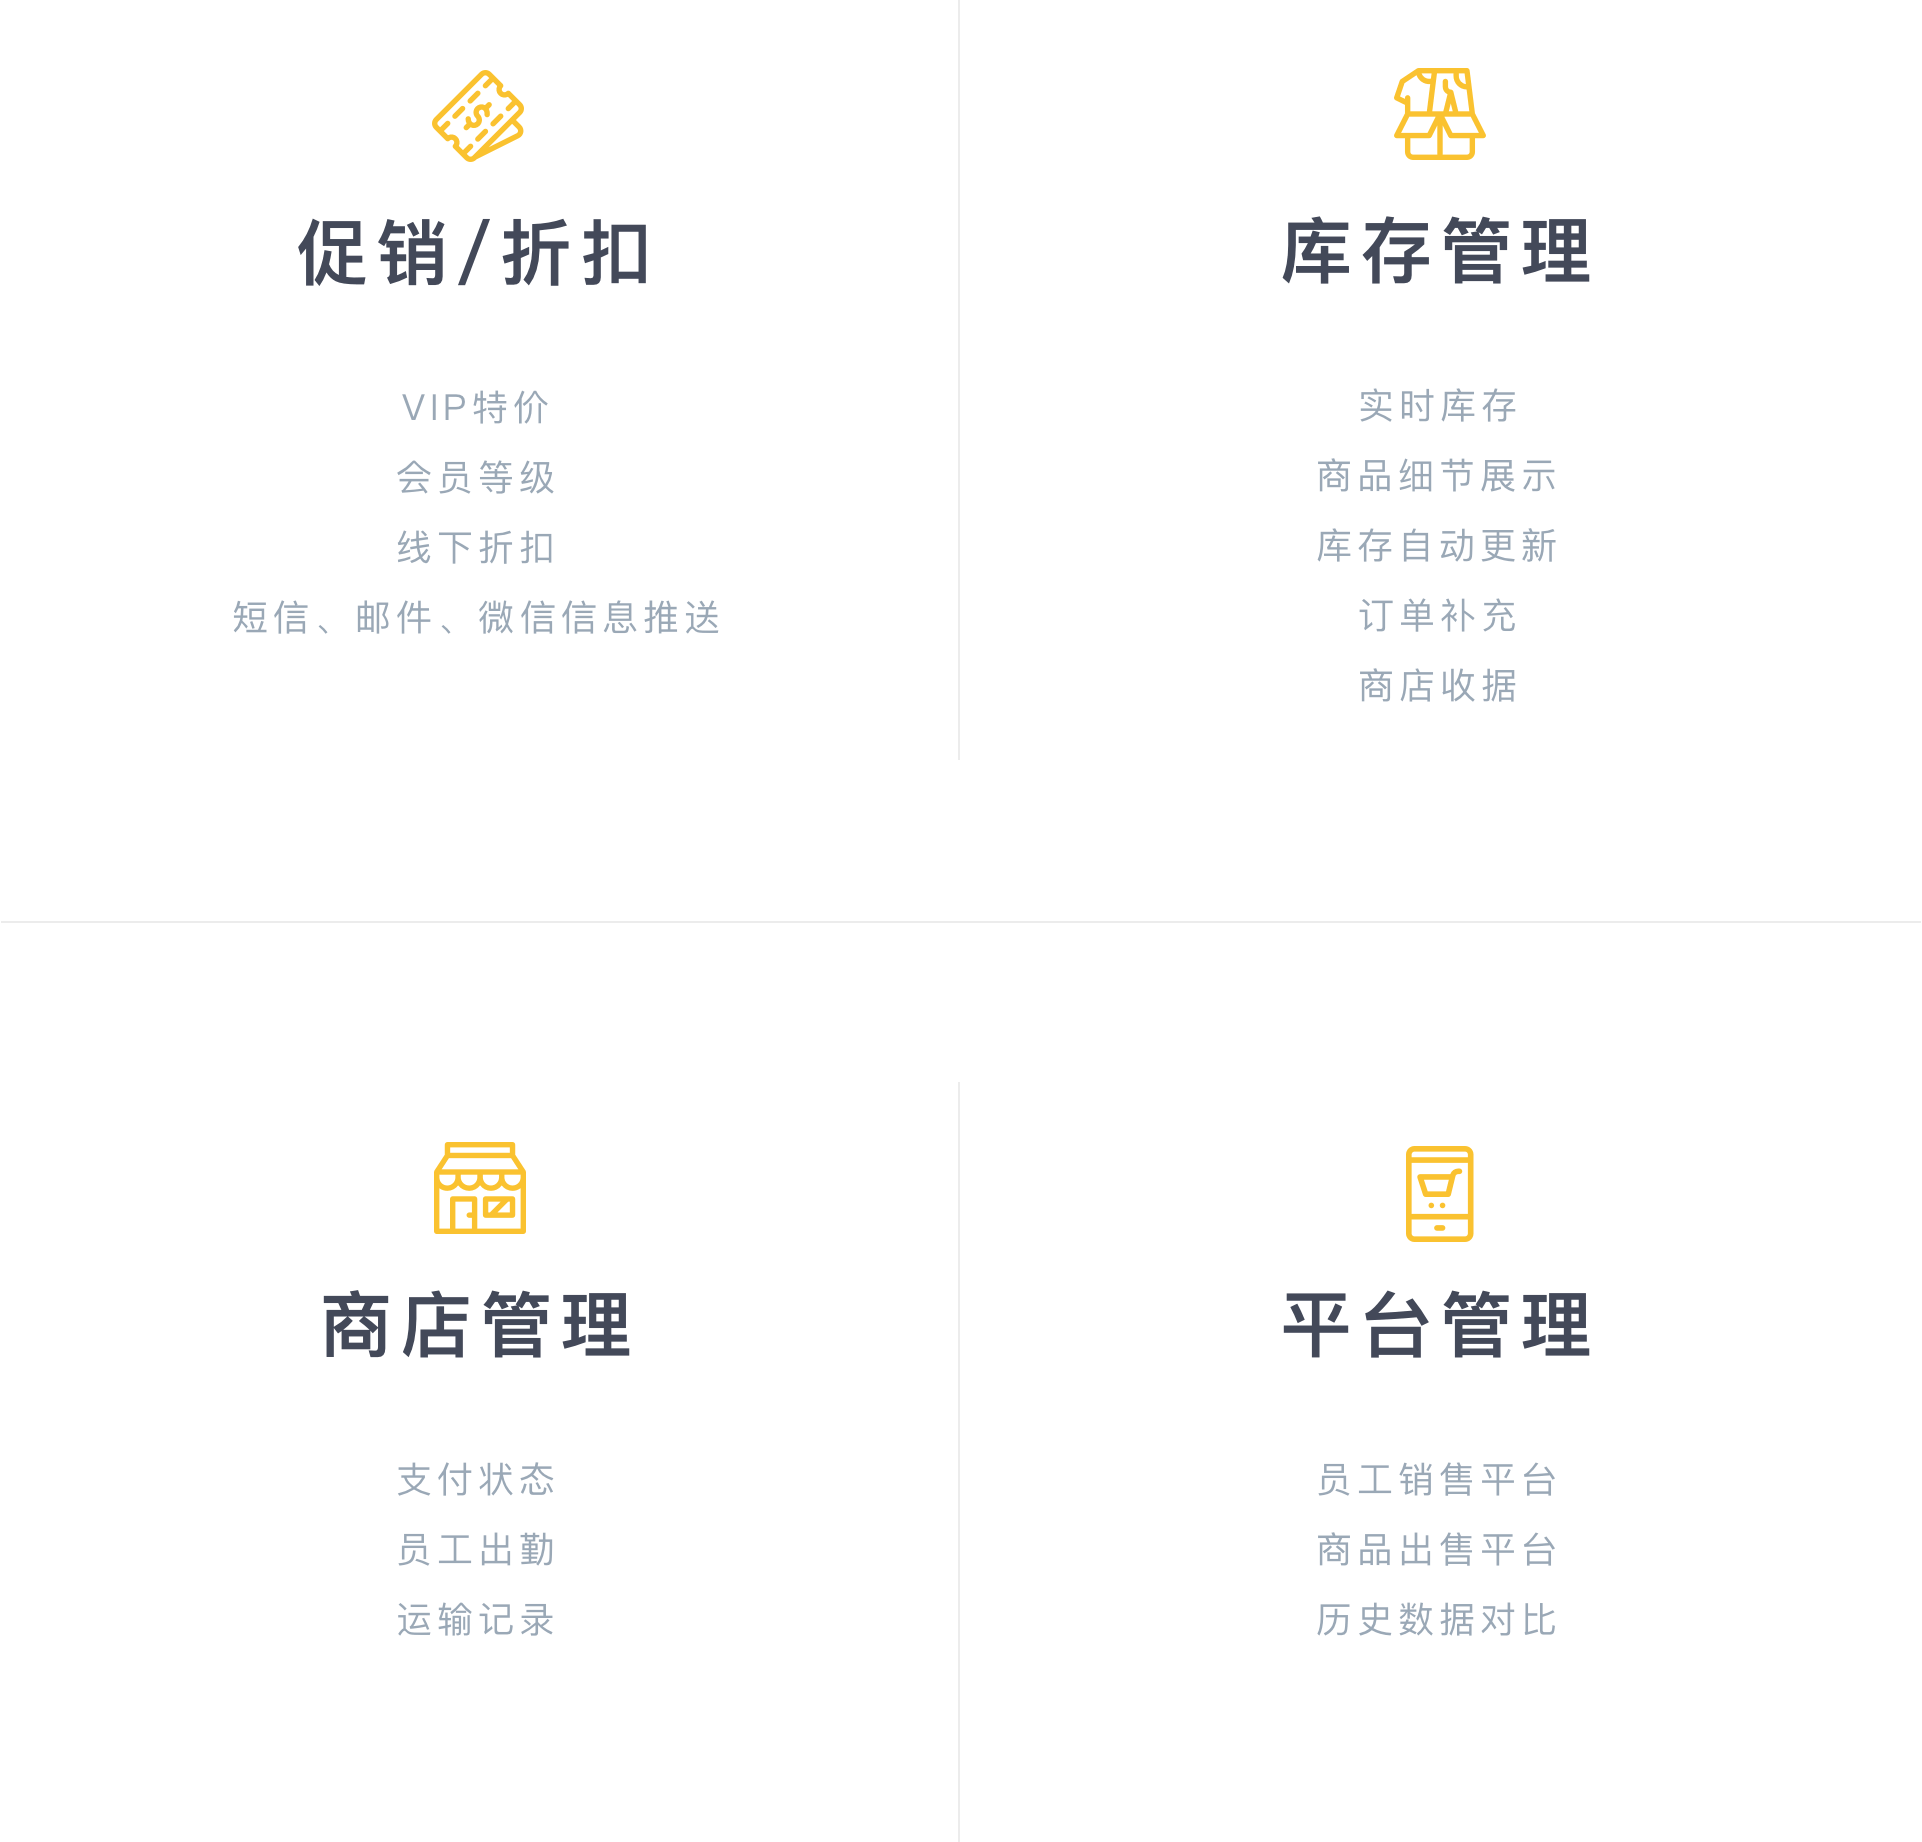 促销/折扣
VIP特价
会员等级
线下折扣
短信、邮件、微信信息推送
库存管理
实时库存
商品细节展示
库存自动更新
订单补充
商店收据
商店管理
支付状态
员工出勤
运输记录
平台管理
员工销售平台
商品出售平台
历史数据对比